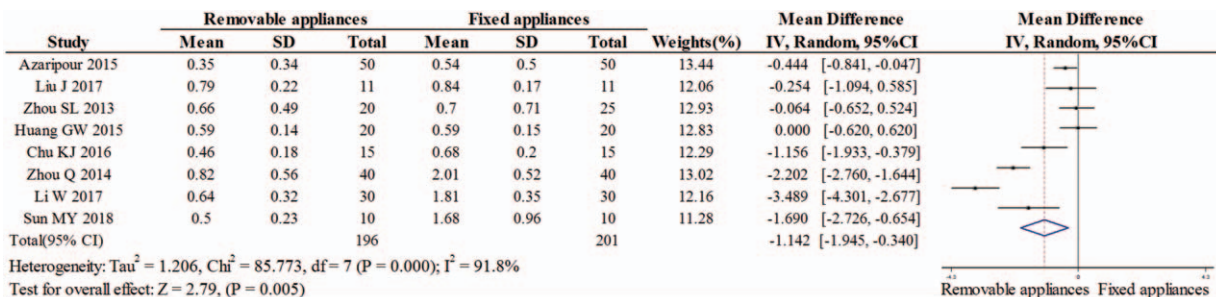 Removable appliances Fixed appliances Mean Difference Mean Difference
Study Mean SD Total Mean SD Total Weights(%) IV, Random, 95%CI IV, Random, 95%CI
Azaripour 2015 0.35 0.34 50 0.54 0.5 50 13.44 -0.444 [-0.841, -0.047]
Liu J 2017 0.79 0.22 11 0.84 0.17 11 12.06 -0.254 [-1.094, 0.585]
Zhou SL 2013 0.66 0.49 20 0.7 0.71 25 12.93 -0.064 [-0.652, 0.524]
Huang GW 2015 0.59 0.14 20 0.59 0.15 20 12.83 0.000 [-0.620, 0.620]
Chu KJ 2016 0.46 0.18 15 0.68 0.2 15 12.29 -1.156 [-1.933, -0.379]
Zhou Q 2014 0.82 0.56 40 2.01 0.52 40 13.02 -2.202 [-2.760, -1.644]
Li W 2017 0.64 0.32 30 1.81 0.35 30 12.16 -3.489 [-4.301, -2.677]
Sun MY 2018 0.5 0.23 10 1.68 0.96 10 11.28 -1.690 [-2.726, -0.654]
Total(95% CI) 196 201 -1.142 [-1.945, -0.340]
Heterogeneity: Tau² = 1.206, Chi² = 85.773, df = 7 (P = 0.000); I² = 91.8%
0
Test for overall effect: Z = 2.79, (P = 0.005) Removable appliances Fixed appliances